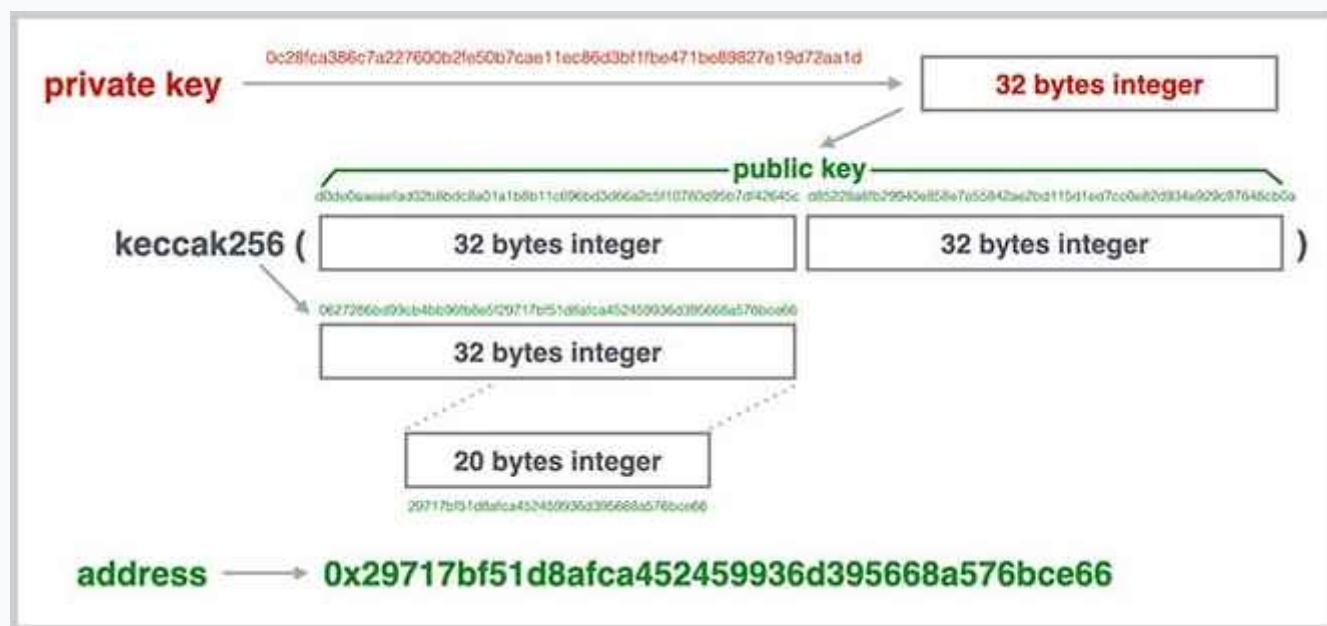 0c28fca386c7a227600b2fe50b7cae11ec86d3bf1fbe471be89827e19d72aa1d
private key
32 bytes integer
public key
keccak256 (
32 bytes integer
32 bytes integer
)
32 bytes integer
20 bytes integer
29717bf51d8afca452459936d395668a576bce66
address
0x29717bf51d8afca452459936d395668a576bce66